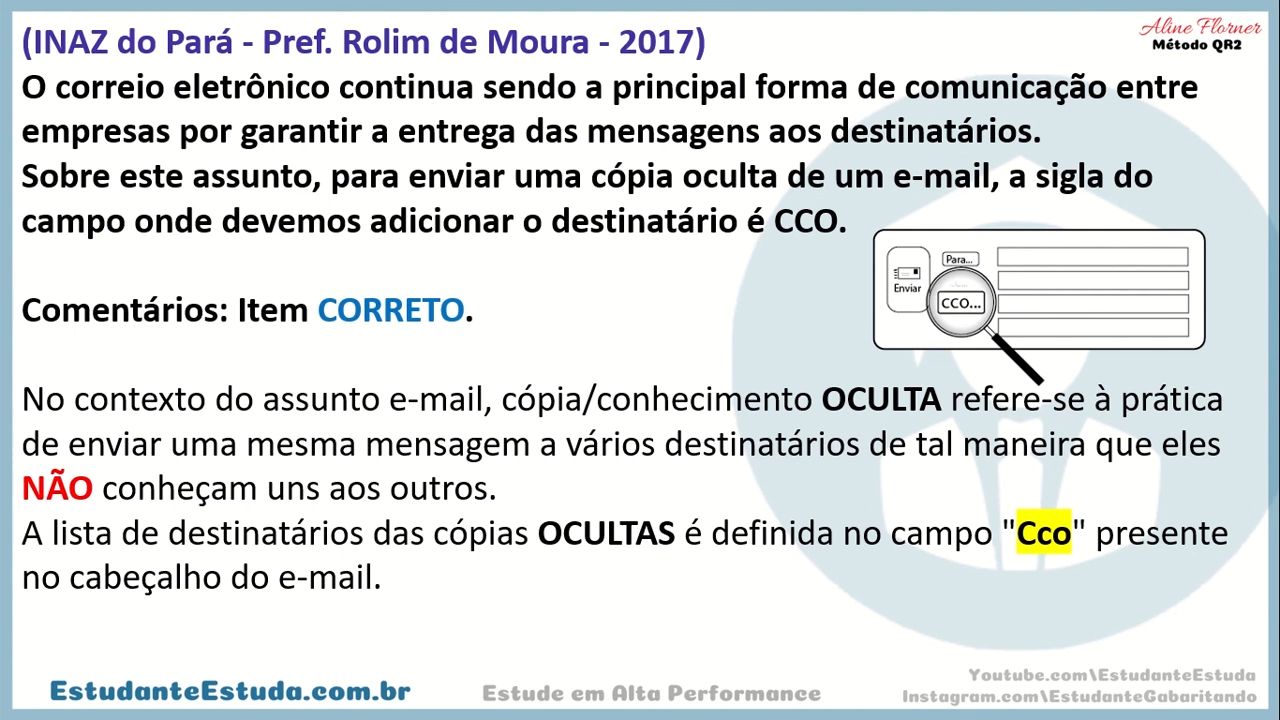 Aline Florner
Método QR2
(INAZ do Pará - Pref. Rolim de Moura - 2017)
O correio eletrônico continua sendo a principal forma de comunicação entre
empresas por garantir a entrega das mensagens aos destinatários.
Sobre este assunto, para enviar uma cópia oculta de um e-mail, a sigla do
campo onde devemos adicionar o destinatário é CCO.
Para...
Enviar
CCO...
Comentários: Item CORRETO.
No contexto do assunto e-mail, cópia/conhecimento OCULTA refere-se à prática
de enviar uma mesma mensagem a vários destinatários de tal maneira que eles
NÃO conheçam uns aos outros.
A lista de destinatários das cópias OCULTAS é definida no campo "Cco" presente
no cabeçalho do e-mail.
EstudanteEstuda.com.br
Estude em Alta Performance
Youtube.com\EstudanteEstuda
Instagram.com\EstudanteGabaritando